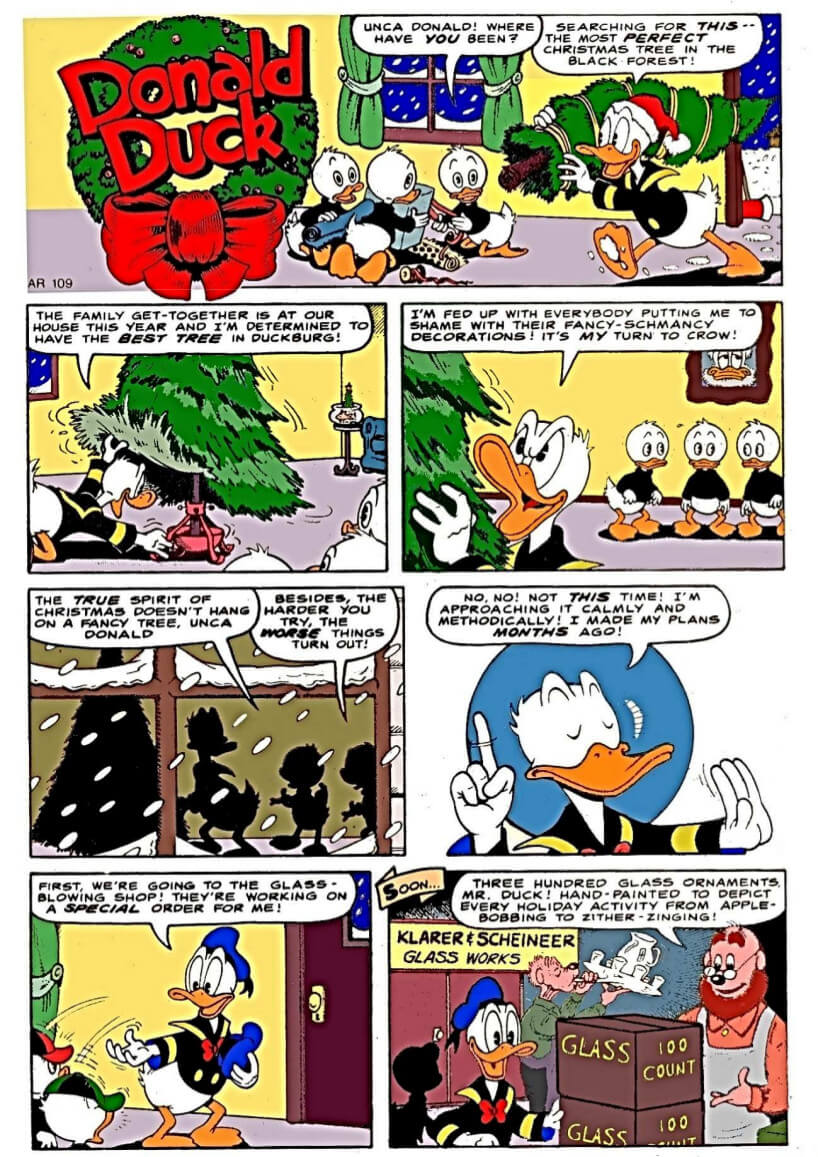 Donald
Duck
UNCA DONALD! WHERE
HAVE YOU BEEN?
SEARCHING FOR THIS--
THE MOST PERFECT
CHRISTMAS TREE IN THE
BLACK FOREST!
AR 109
THE FAMILY GET-TOGETHER IS AT OUR
HOUSE THIS YEAR AND I'M DETERMINED TO
HAVE THE BEST TREE IN DUCKBURG!
I'M FED UP WITH EVERYBODY PUTTING ME TO
SHAME WITH THEIR FANCY-SCHMANCY
DECORATIONS! IT'S MY TURN TO CROW!
THE TRUE SPIRIT OF
CHRISTMAS DOESN'T HANG
ON A FANCY TREE, UNCA
DONALD
BESIDES, THE
HARDER YOU
TRY, THE
WORSE THINGS
TURN OUT!
NO, NO! NOT THIS TIME! I'M
APPROACHING IT CALMLY AND
METHODICALLY! I MADE MY PLANS
MONTHS AGO!
FIRST, WE'RE GOING TO THE GLASS-
BLOWING SHOP! THEY'RE WORKING ON
A SPECIAL ORDER FOR ME!
SOON...
THREE HUNDRED GLASS ORNAMENTS,
MR. DUCK! HAND-PAINTED TO DEPICT
EVERY HOLIDAY ACTIVITY FROM APPLE-
BOBBING TO ZITHER-ZINGING!
KLARER & SCHEINEER
GLASS WORKS
GLASS 100
COUNT
GLASS 100
COUNT